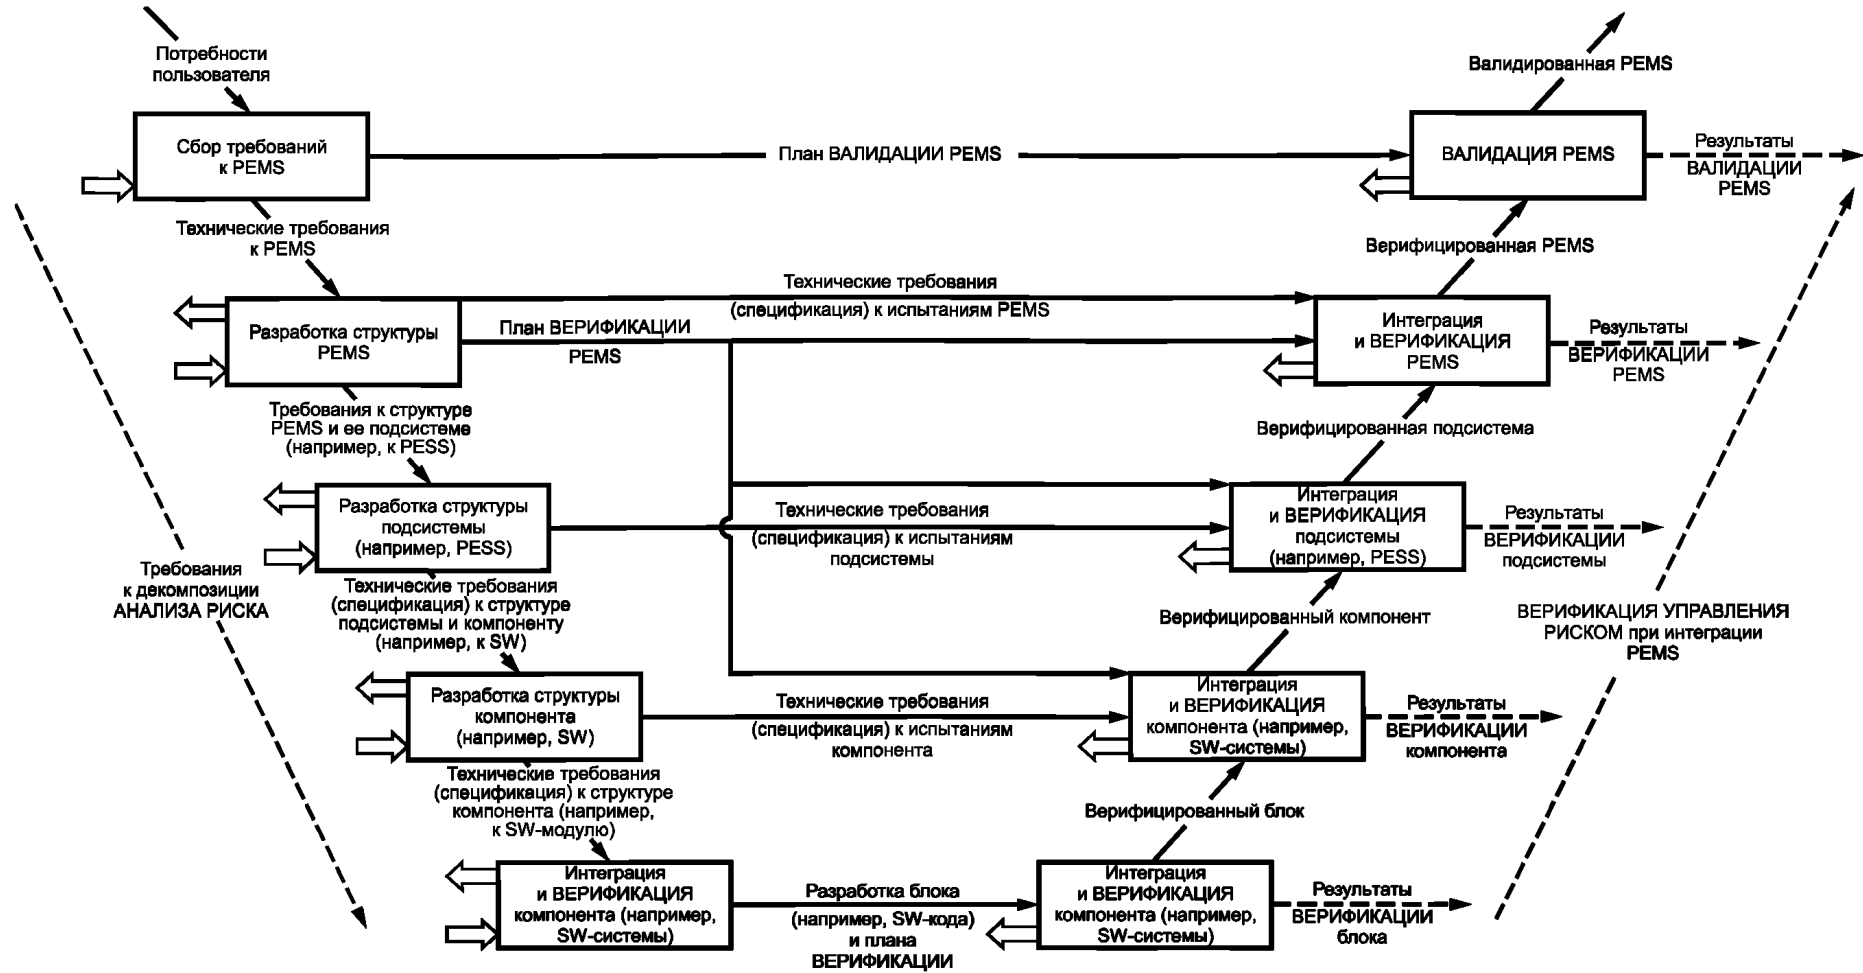 Потребности
пользователя
Валидированная PEMS
Сбор требований
к PEMS
План ВАЛИДАЦИИ PEMS
ВАЛИДАЦИЯ PEMS
Результаты
ВАЛИДАЦИИ
PEMS
Технические требования
к PEMS
Верифицированная PEMS
Разработка структуры
PEMS
Технические требования
(спецификация) к испытаниям PEMS
План ВЕРИФИКАЦИИ
PEMS
Интеграция
и ВЕРИФИКАЦИЯ
PEMS
Результаты
ВЕРИФИКАЦИИ
PEMS
Требования к структуре
PEMS и ее подсистеме
(например, к PESS)
Верифицированная подсистема
Разработка структуры
подсистемы
(например, PESS)
Технические требования
(спецификация) к испытаниям
подсистемы
Интеграция
и ВЕРИФИКАЦИЯ
подсистемы
(например, PESS)
Результаты
ВЕРИФИКАЦИИ
подсистемы
Требования
к декомпозиции
АНАЛИЗА РИСКА
Технические требования
(спецификация) к структуре
подсистемы и компоненту
(например, к SW)
Верифицированный компонент
ВЕРИФИКАЦИЯ УПРАВЛЕНИЯ
РИСКОМ при интеграции
PEMS
Разработка структуры
компонента
(например, SW)
Технические требования
(спецификация) к испытаниям
компонента
Интеграция
и ВЕРИФИКАЦИЯ
компонента (например,
SW-системы)
Результаты
ВЕРИФИКАЦИИ
компонента
Технические требования
(спецификация) к структуре
компонента (например,
к SW-модулю)
Верифицированный блок
Интеграция
и ВЕРИФИКАЦИЯ
компонента (например,
SW-системы)
Разработка блока
(например, SW-кода)
и плана
ВЕРИФИКАЦИИ
Интеграция
и ВЕРИФИКАЦИЯ
компонента (например,
SW-системы)
Результаты
ВЕРИФИКАЦИИ
блока